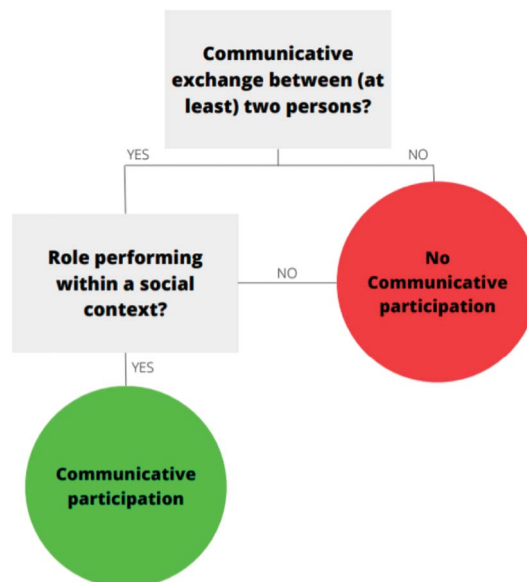 Communicative
exchange between (at
least) two persons?
YES
NO
Role performing
within a social
context?
NO
No
Communicative
participation
YES
Communicative
participation